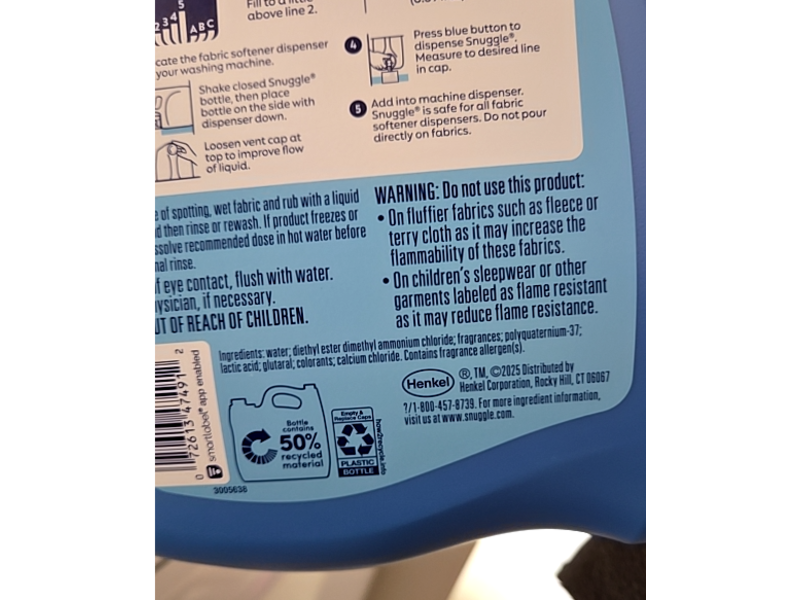 5
4
3
2
A B C
Fill to a
above line 2.
cate the fabric softener dispenser
your washing machine.
Shake closed Snuggle®
bottle, then place
bottle on the side with
dispenser down.
Loosen vent cap at
top to improve flow
of liquid.
4 Press blue button to
dispense Snuggle®.
Measure to desired line
in cap.
5 Add into machine dispenser.
Snuggle® is safe for all fabric
softener dispensers. Do not pour
directly on fabrics.
of spotting, wet fabric and rub with a liquid
then rinse or rewash. If product freezes or
ssolve recommended dose in hot water before
nal rinse.
f eye contact, flush with water.
ysician, if necessary.
UT OF REACH OF CHILDREN.
WARNING: Do not use this product:
• On fluffier fabrics such as fleece or
terry cloth as it may increase the
flammability of these fabrics.
• On children's sleepwear or other
garments labeled as flame resistant
as it may reduce flame resistance.
Ingredients: water; diethyl ester dimethyl ammonium chloride; fragrances; polyquaternium-37;
lactic acid; glutaral; colorants; calcium chloride. Contains fragrance allergen(s).
0 72613 47491 2
smartlabel® app enabled
Bottle
contains
50%
recycled
material
Empty &
Replace Caps
PLASTIC
BOTTLE
how2recycle.info
Henkel
®, TM, ©2025 Distributed by
Henkel Corporation, Rocky Hill, CT 06067
?/1-800-457-8739. For more ingredient information,
visit us at www.snuggle.com.
3005638